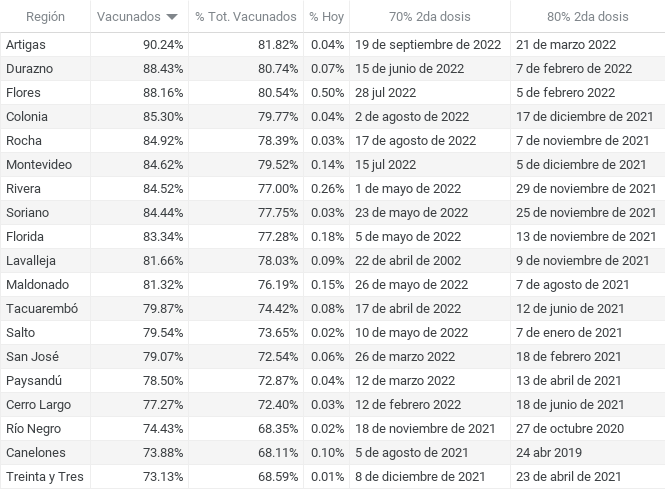 Región Vacunados % Tot. Vacunados % Hoy 70% 2da dosis 80% 2da dosis
Artigas 90.24% 81.82% 0.04% 19 de septiembre de 2022 21 de marzo 2022
Durazno 88.43% 80.74% 0.07% 15 de junio de 2022 7 de febrero de 2022
Flores 88.16% 80.54% 0.50% 28 jul 2022 5 de febrero 2022
Colonia 85.30% 79.77% 0.04% 2 de agosto de 2022 17 de diciembre de 2021
Rocha 84.92% 78.39% 0.03% 17 de agosto de 2022 7 de noviembre de 2021
Montevideo 84.62% 79.52% 0.14% 15 jul 2022 5 de diciembre de 2021
Rivera 84.52% 77.00% 0.26% 1 de mayo de 2022 29 de noviembre de 2021
Soriano 84.44% 77.75% 0.03% 23 de mayo de 2022 25 de noviembre de 2021
Florida 83.34% 77.28% 0.18% 5 de mayo de 2022 13 de noviembre de 2021
Lavalleja 81.66% 78.03% 0.09% 22 de abril de 2002 9 de noviembre de 2021
Maldonado 81.32% 76.19% 0.15% 26 de mayo de 2022 7 de agosto de 2021
Tacuarembó 79.87% 74.42% 0.08% 17 de abril de 2022 12 de junio de 2021
Salto 79.54% 73.65% 0.02% 10 de mayo de 2022 7 de enero de 2021
San José 79.07% 72.54% 0.06% 26 de marzo 2022 18 de febrero 2021
Paysandú 78.50% 72.87% 0.04% 12 de marzo 2022 13 de abril de 2021
Cerro Largo 77.27% 72.40% 0.03% 12 de febrero 2022 18 de junio de 2021
Río Negro 74.43% 68.35% 0.02% 18 de noviembre de 2021 27 de octubre 2020
Canelones 73.88% 68.11% 0.10% 5 de agosto de 2021 24 abr 2019
Treinta y Tres 73.13% 68.59% 0.01% 8 de diciembre de 2021 23 de abril de 2021